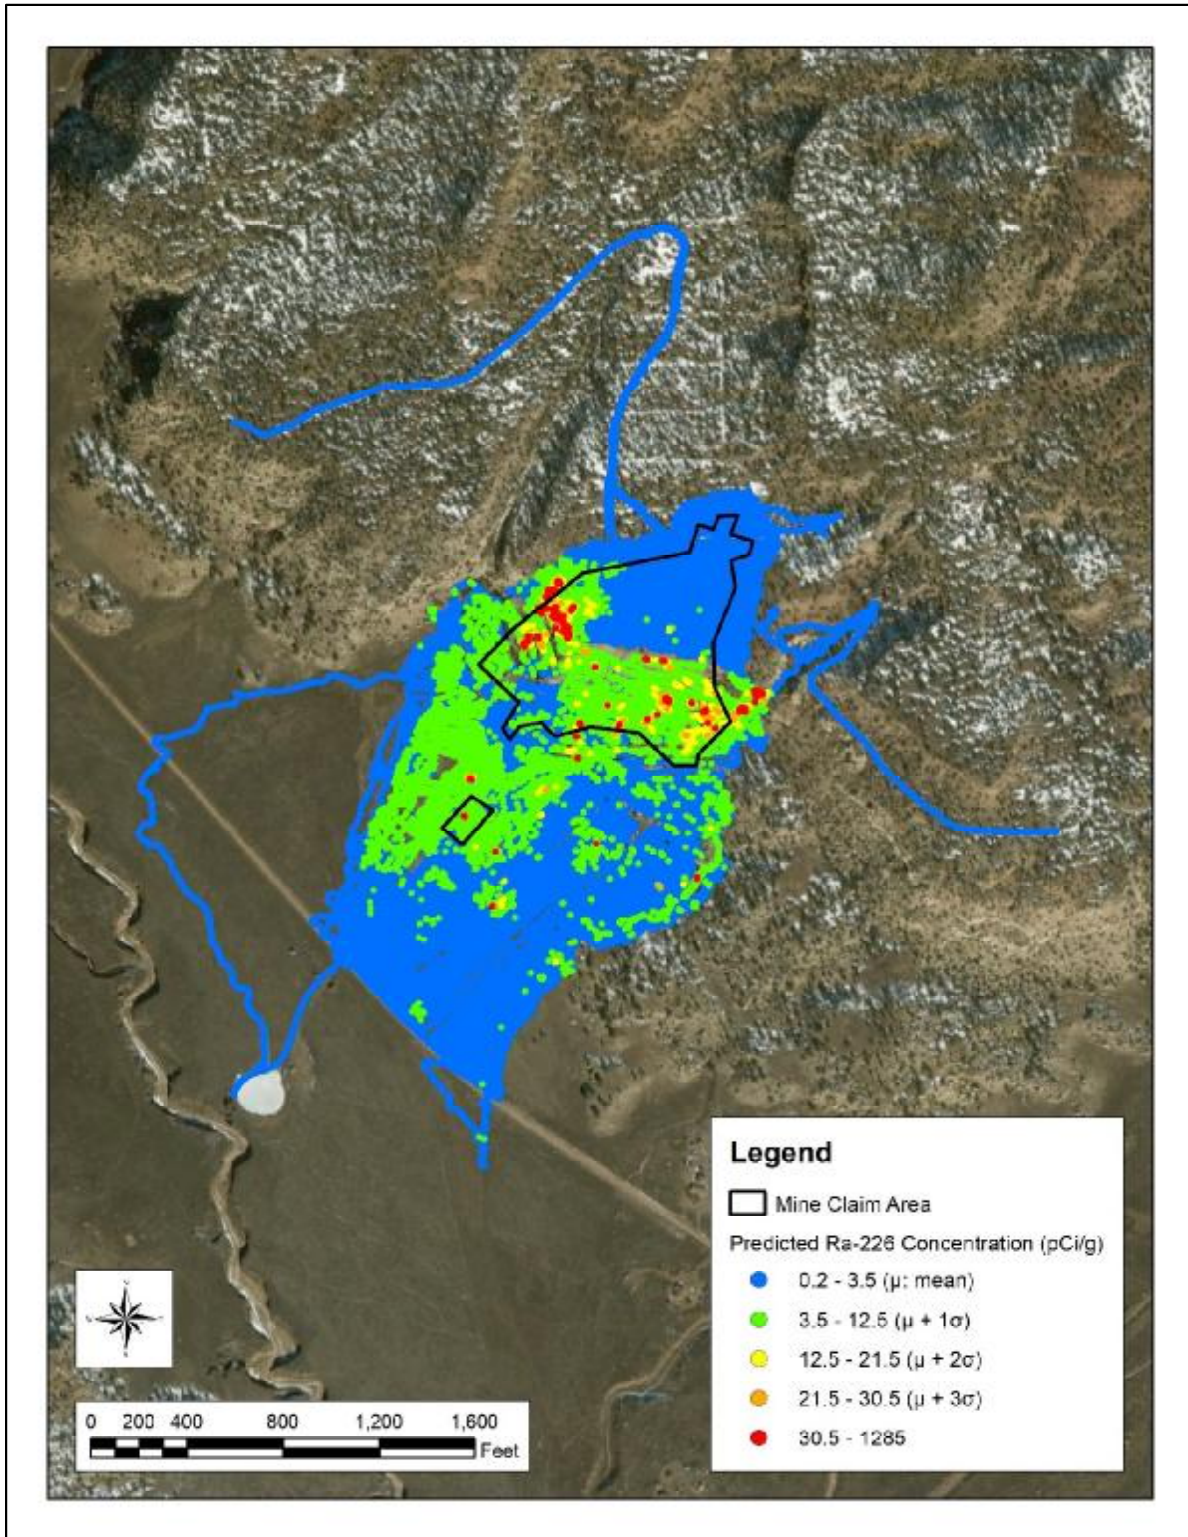 Legend
Mine Claim Area
Predicted Ra-226 Concentration (pCi/g)
0.2 - 3.5 (μ: mean)
3.5 - 12.5 (μ + 1σ)
12.5 - 21.5 (μ + 2σ)
21.5 - 30.5 (μ + 3σ)
30.5 - 1285
0 200 400 800 1,200 1,600
Feet